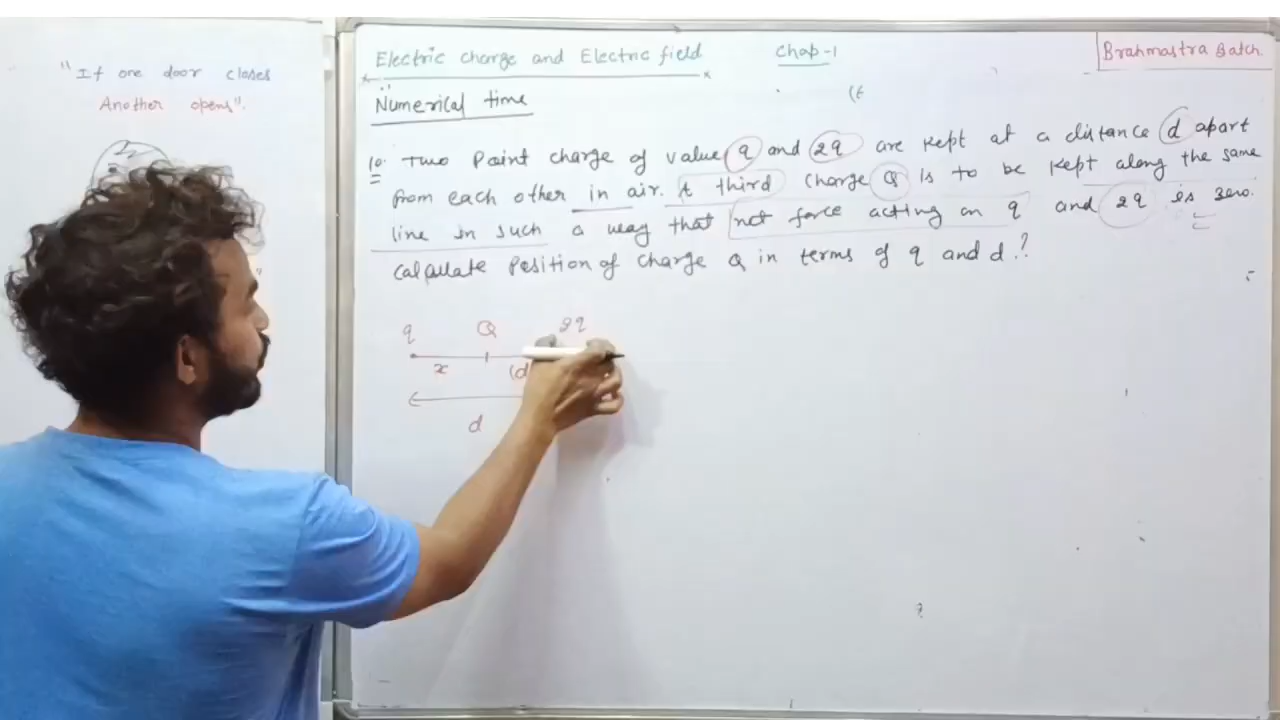 "If one door closes
Another opens".
Electric charge and Electric field
Chap-1
Brahmastra Batch
Numerical time
(E
10. Two Point charge of value q and 2q are kept at a distance d apart
from each other in air. A third charge Q is to be kept along the same
line in such a way that net force acting on q and 2q is zero.
Calculate Position of charge Q in terms of q and d ??
q Q 2q
x (d
d